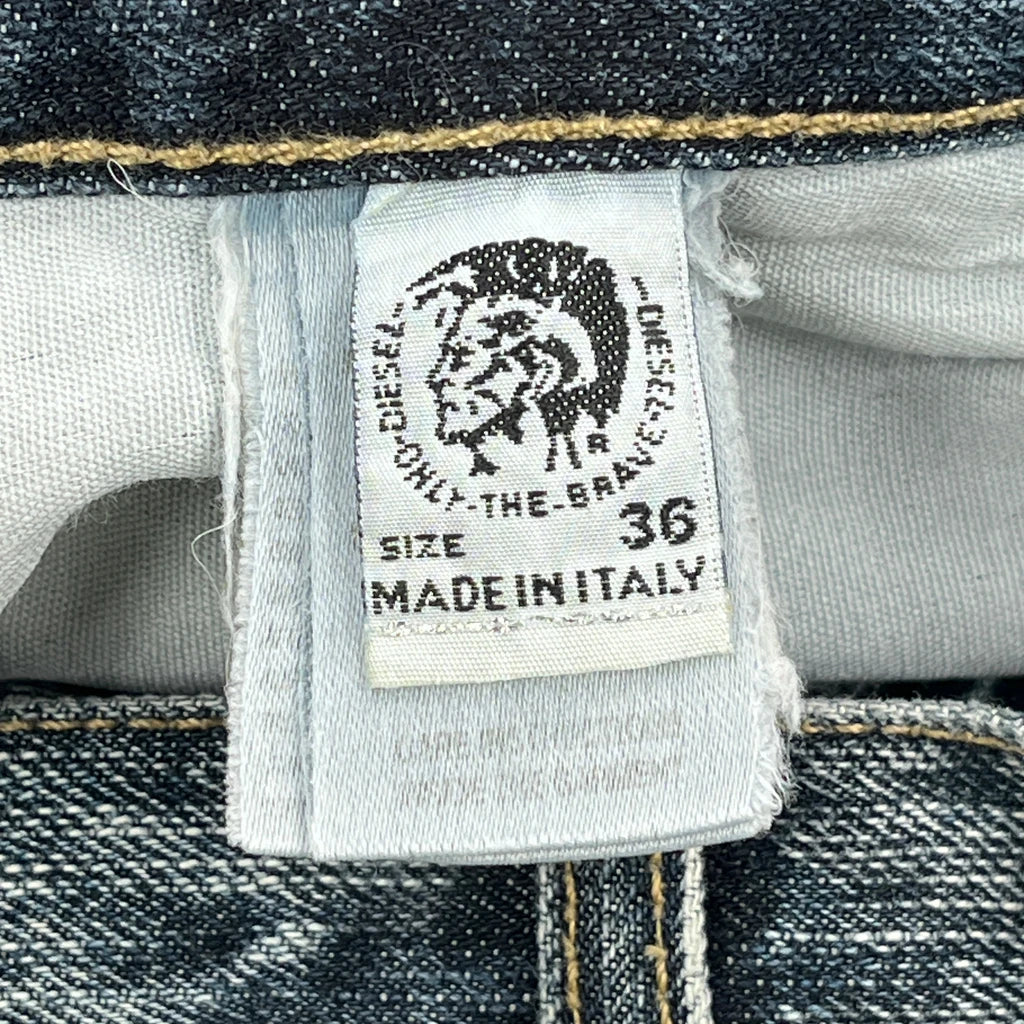 DIESEL-ONLY-THE-BRAVE-DIESEL
R
SIZE 36
MADE IN ITALY